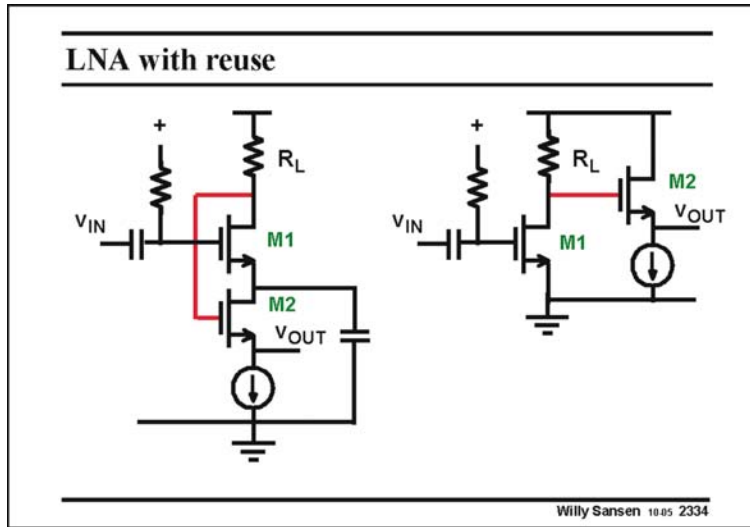 LNA with reuse
+
R_L
V_IN
M1
M2
V_OUT
+
R_L
M2
V_IN
V_OUT
M1
Willy Sansen 10-05 2334